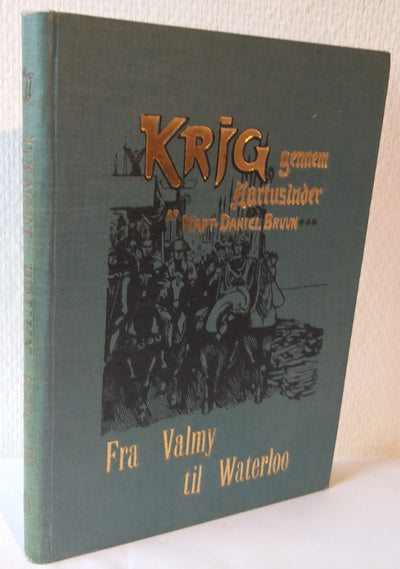 KRIG gennem
Aartusinder
AF KAPT. DANIEL BRUUN
Fra Valmy
til Waterloo